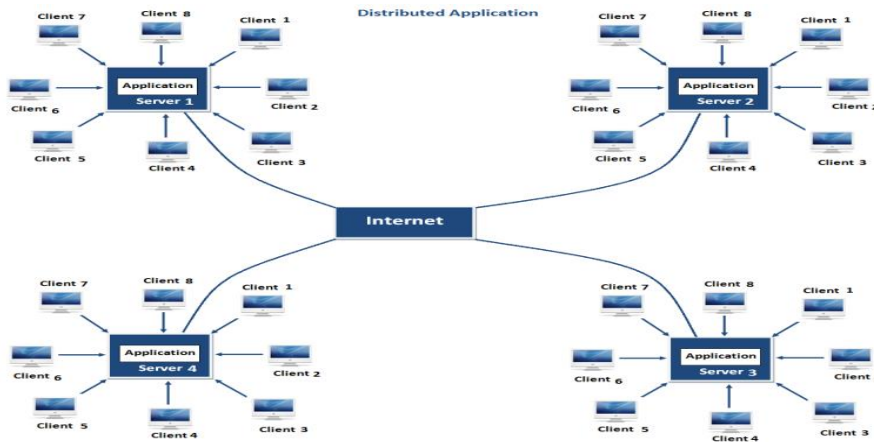 Distributed Application
Client 7
Client 8
Client 1
Application
Server 1
Client 6
Client 2
Client 5
Client 4
Client 3
Client 7
Client 8
Client 1
Application
Server 2
Client 6
Client 2
Client 5
Client 4
Client 3
Internet
Client 7
Client 8
Client 1
Application
Server 4
Client 6
Client 2
Client 5
Client 4
Client 3
Client 7
Client 8
Client 1
Application
Server 3
Client 6
Client
Client 5
Client 4
Client 3